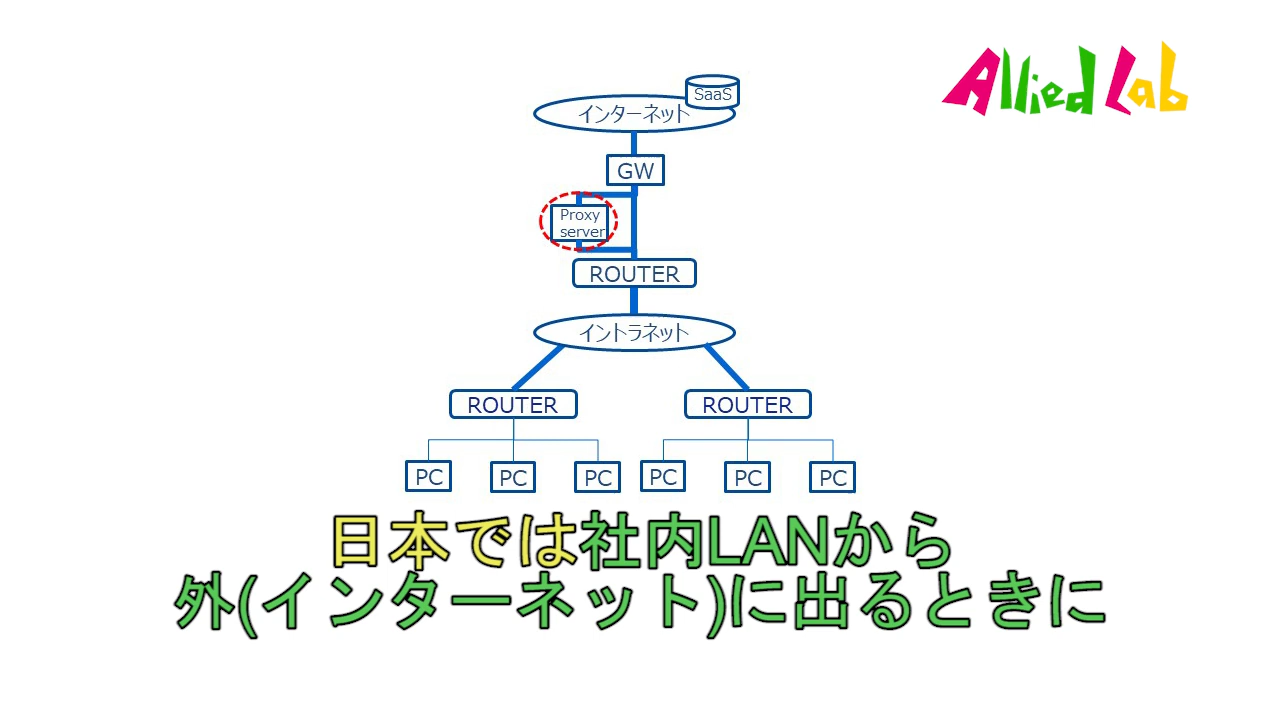 Allied Lab
SaaS
インターネット
GW
Proxy
server
ROUTER
イントラネット
ROUTER
ROUTER
PC
PC
PC
PC
PC
PC
日本では社内LANから
外(インターネット)に出るときに